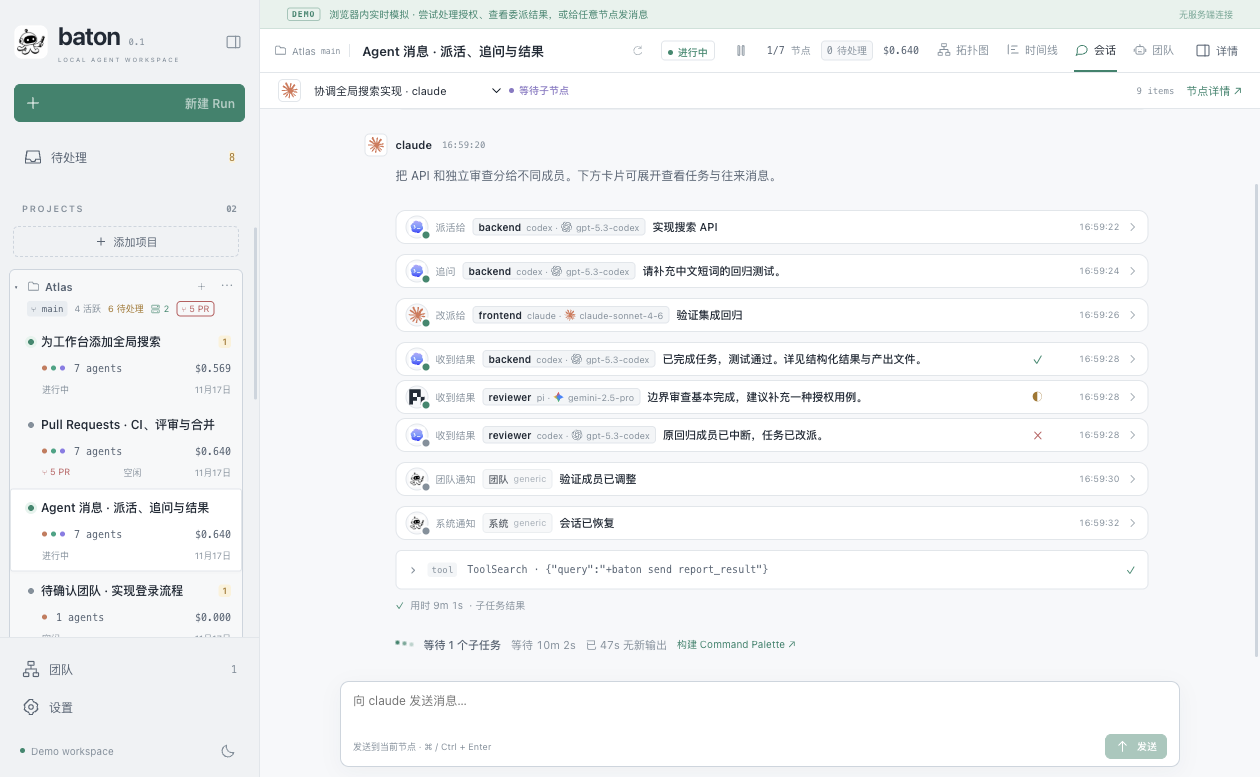 DEMO 浏览器内实时模拟 · 尝试处理授权、查看委派结果，或给任意节点发消息 无服务端连接
baton 0.1
LOCAL AGENT WORKSPACE
新建 Run
待处理 8
PROJECTS 02
添加项目
Atlas
main 4 活跃 6 待处理 2 5 PR
为工作台添加全局搜索 1
7 agents $0.569
进行中 11月17日
Pull Requests · CI、评审与合并
7 agents $0.640
5 PR 空闲 11月17日
Agent 消息 · 派活、追问与结果
7 agents $0.640
进行中 11月17日
待确认团队 · 实现登录流程 1
1 agents $0.000
团队 1
设置
Demo workspace
Atlas main Agent 消息 · 派活、追问与结果 进行中 1/7 节点 0 待处理 $0.640 拓扑图 时间线 会话 团队 详情
协调全局搜索实现 · claude 等待子节点 9 items 节点详情 ↗
claude 16:59:20
把 API 和独立审查分给不同成员。下方卡片可展开查看任务与往来消息。
派活给 backend codex · gpt-5.3-codex 实现搜索 API 16:59:22
追问 backend codex · gpt-5.3-codex 请补充中文短词的回归测试。 16:59:24
改派给 frontend claude · claude-sonnet-4-6 验证集成回归 16:59:26
收到结果 backend codex · gpt-5.3-codex 已完成任务，测试通过。详见结构化结果与产出文件。 16:59:28
收到结果 reviewer pi · gemini-2.5-pro 边界审查基本完成，建议补充一种授权用例。 16:59:28
收到结果 reviewer codex · gpt-5.3-codex 原回归成员已中断，任务已改派。 16:59:28
团队通知 团队 generic 验证成员已调整 16:59:30
系统通知 系统 generic 会话已恢复 16:59:32
tool ToolSearch · {"query":"+baton send report_result"}
用时 9m 1s · 子任务结果
等待 1 个子任务 等待 10m 2s 已 47s 无新输出 构建 Command Palette ↗
向 claude 发送消息…
发送到当前节点 · ⌘ / Ctrl + Enter 发送